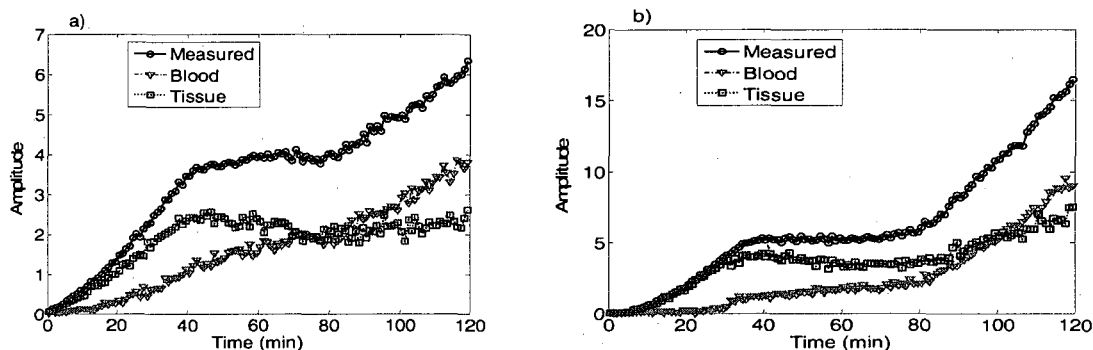 a)
Measured
Blood
Tissue
Amplitude
7
6
5
4
3
2
1
0
0 20 40 60 80 100 120
Time (min)
b)
Measured
Blood
Tissue
Amplitude
20
15
10
5
0
0 20 40 60 80 100 120
Time (min)